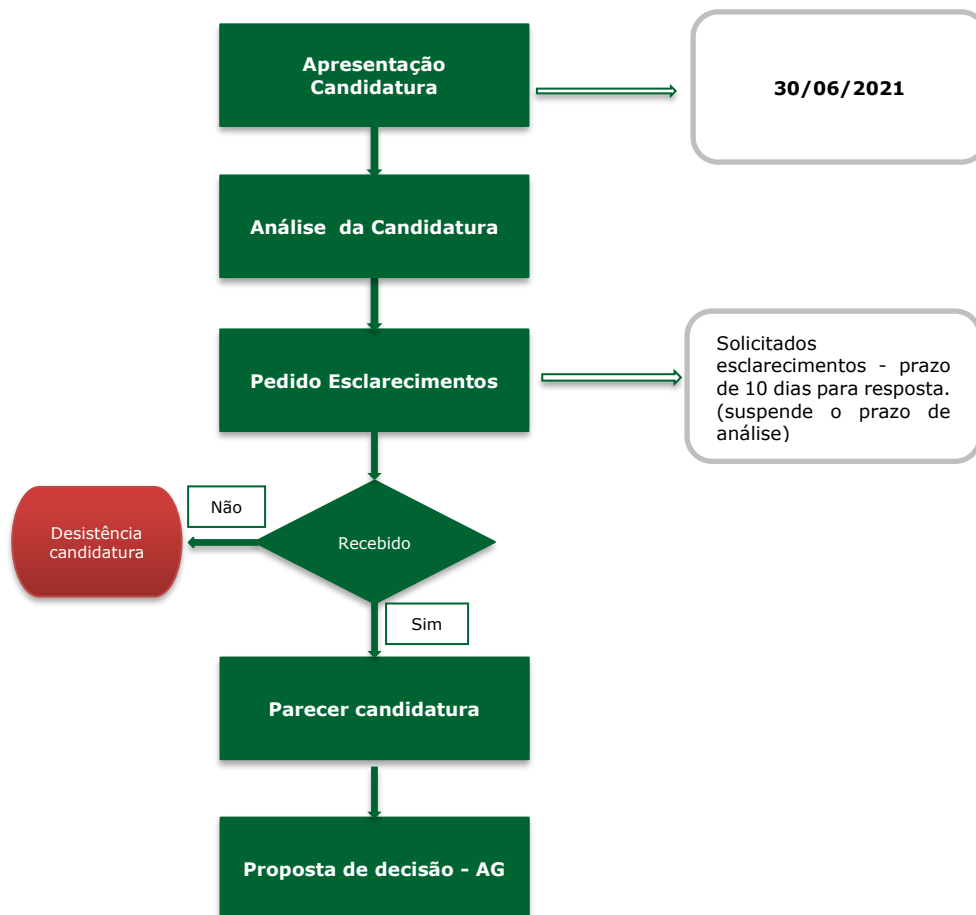 Apresentação
Candidatura
30/06/2021
Análise da Candidatura
Pedido Esclarecimentos
Solicitados
esclarecimentos - prazo
de 10 dias para resposta.
(suspende o prazo de
análise)
Não
Desistência
candidatura
Recebido
Sim
Parecer candidatura
Proposta de decisão - AG